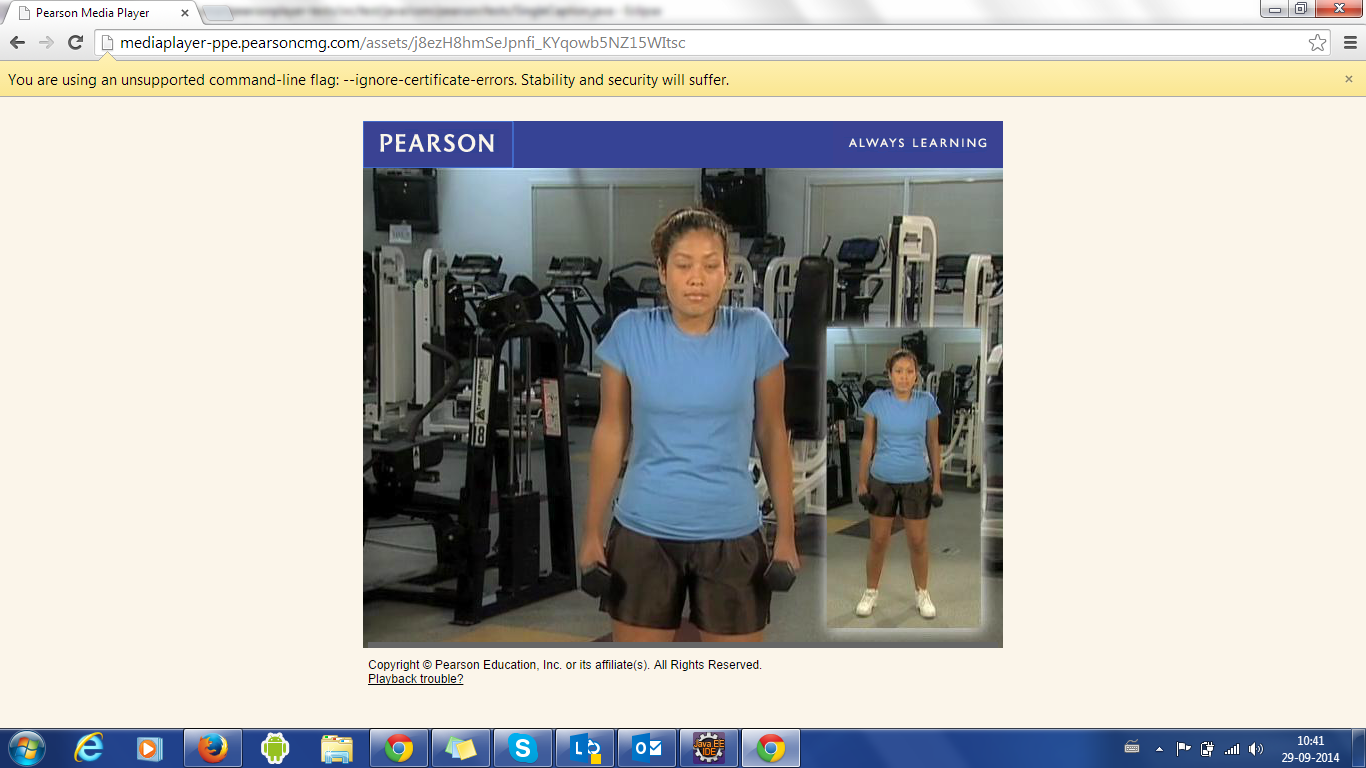 Pearson Media Player
mediaplayer-ppe.pearsoncmg.com/assets/j8ezH8hmSeJpnfi_KYqowb5NZ15WItsc
You are using an unsupported command-line flag: --ignore-certificate-errors. Stability and security will suffer.
PEARSON
ALWAYS LEARNING
18
Copyright © Pearson Education, Inc. or its affiliate(s). All Rights Reserved.
Playback trouble?
Java EE
IDE
10:41
29-09-2014